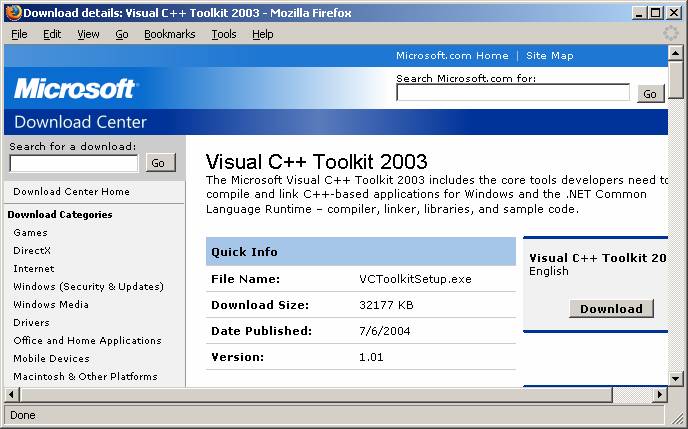 Download details: Visual C++ Toolkit 2003 - Mozilla Firefox
File Edit View Go Bookmarks Tools Help
Microsoft.com Home | Site Map
Microsoft
Search Microsoft.com for:
Go
Download Center
Search for a download:
Go
Download Center Home
Download Categories
Games
DirectX
Internet
Windows (Security & Updates)
Windows Media
Drivers
Office and Home Applications
Mobile Devices
Macintosh & Other Platforms
Visual C++ Toolkit 2003
The Microsoft Visual C++ Toolkit 2003 includes the core tools developers need to
compile and link C++-based applications for Windows and the .NET Common
Language Runtime – compiler, linker, libraries, and sample code.
Quick Info
File Name: VCToolkitSetup.exe
Download Size: 32177 KB
Date Published: 7/6/2004
Version: 1.01
Visual C++ Toolkit 20
English
Download
Done